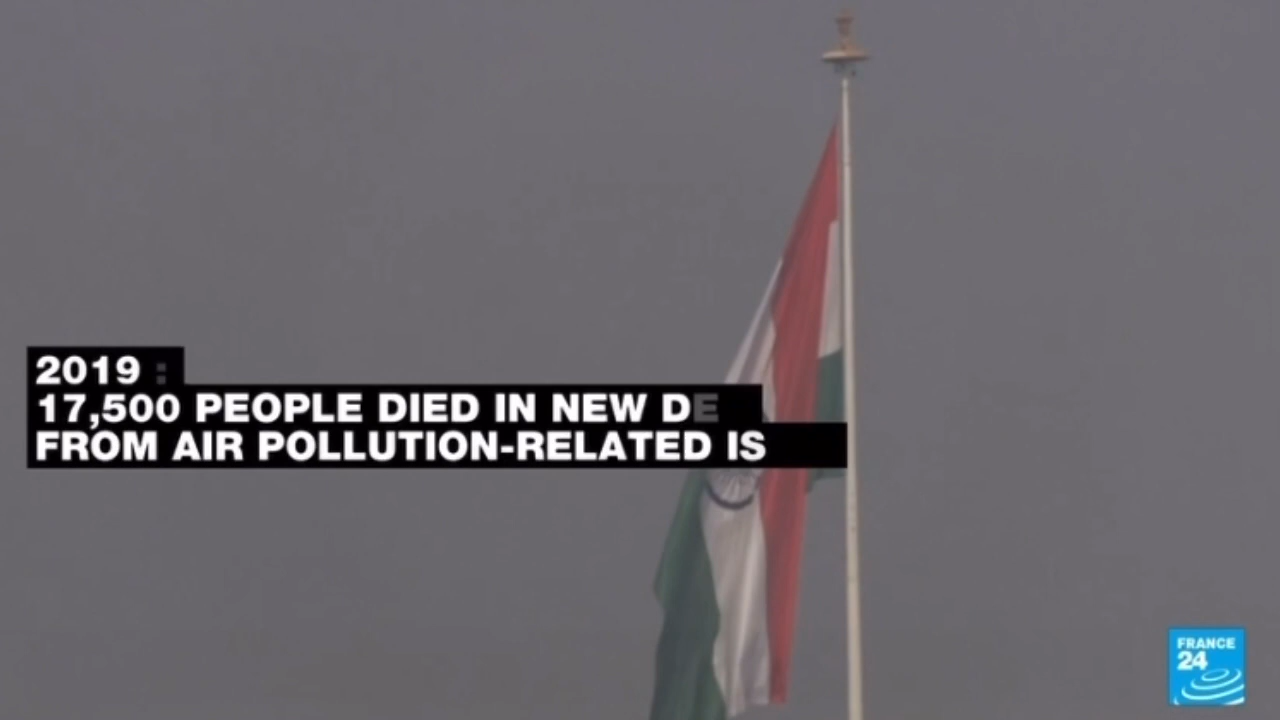 2019 :
17,500 PEOPLE DIED IN NEW DE
FROM AIR POLLUTION-RELATED IS
FRANCE
24